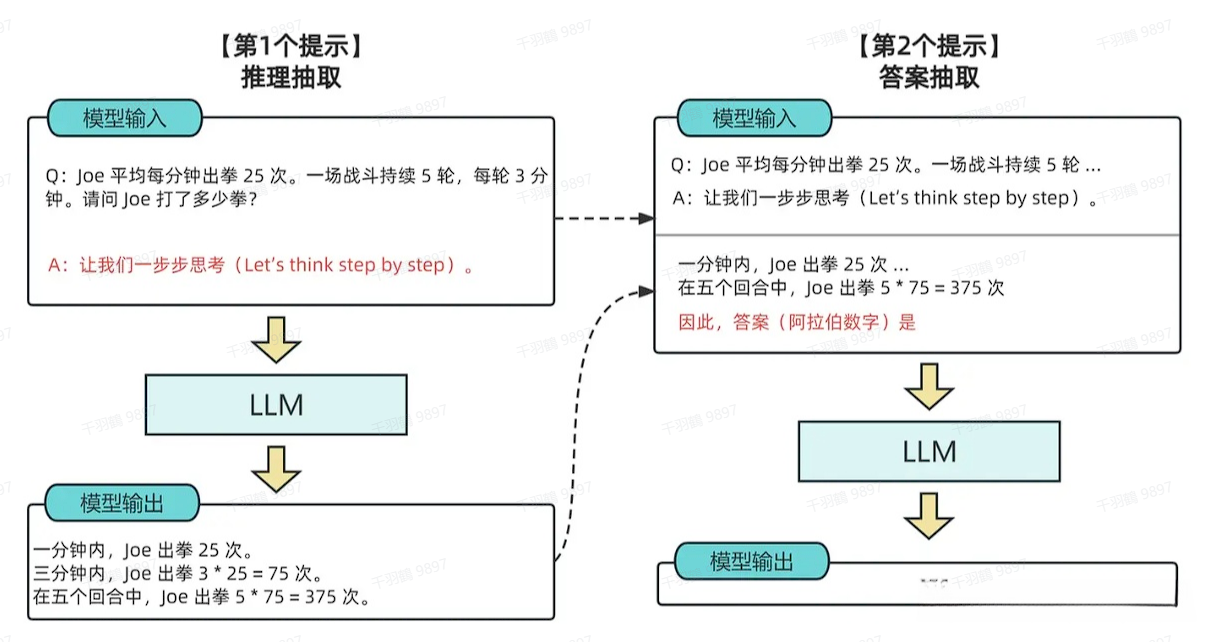 【第1个提示】
推理抽取
模型输入
Q：Joe 平均每分钟出拳 25 次。一场战斗持续 5 轮，每轮 3 分
钟。请问 Joe 打了多少拳？
A：让我们一步步思考（Let's think step by step）。
LLM
模型输出
一分钟内，Joe 出拳 25 次。
三分钟内，Joe 出拳 3 * 25 = 75 次。
在五个回合中，Joe 出拳 5 * 75 = 375 次。
【第2个提示】
答案抽取
模型输入
Q：Joe 平均每分钟出拳 25 次。一场战斗持续 5 轮 ...
A：让我们一步步思考（Let's think step by step）。
一分钟内，Joe 出拳 25 次 ...
在五个回合中，Joe 出拳 5 * 75 = 375 次
因此，答案（阿拉伯数字）是
LLM
模型输出
千羽鹤 9897